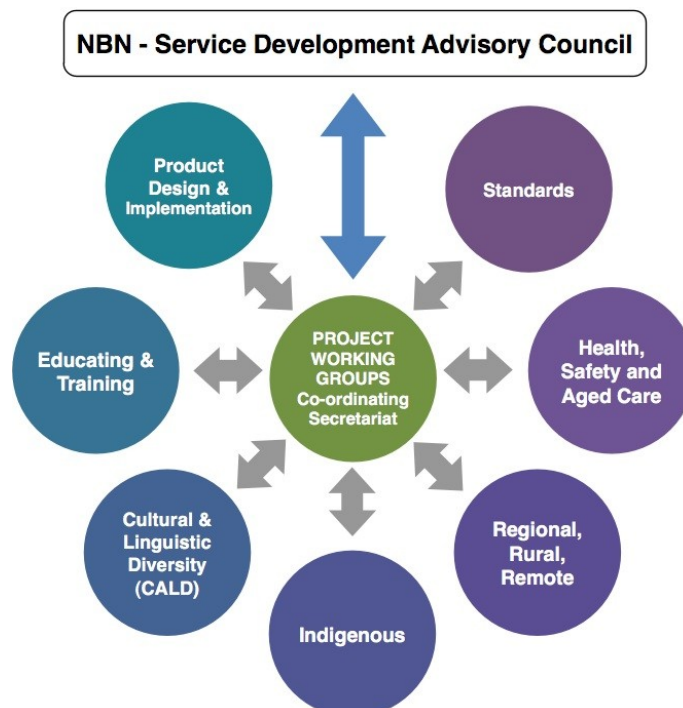 NBN - Service Development Advisory Council
Product
Design &
Implementation
Standards
Educating &
Training
PROJECT
WORKING
GROUPS
Co-ordinating
Secretariat
Health,
Safety and
Aged Care
Cultural &
Linguistic
Diversity
(CALD)
Regional,
Rural,
Remote
Indigenous